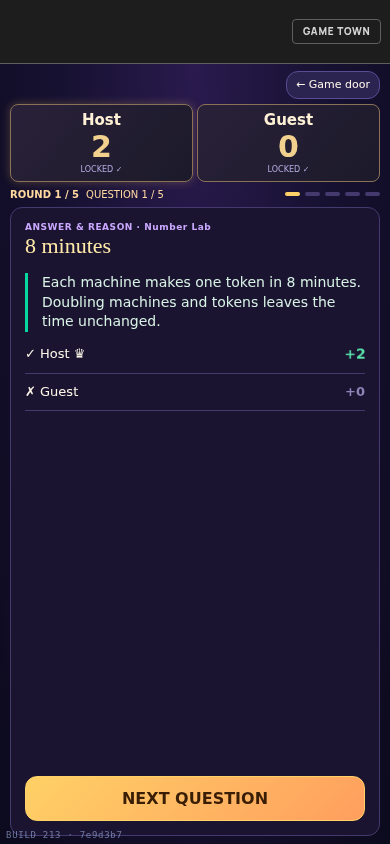 GAME TOWN
← Game door
Host
2
LOCKED ✓
Guest
0
LOCKED ✓
ROUND 1 / 5 QUESTION 1 / 5
ANSWER & REASON · Number Lab
8 minutes
Each machine makes one token in 8 minutes.
Doubling machines and tokens leaves the
time unchanged.
✓ Host ♛ +2
✗ Guest +0
NEXT QUESTION
BUILD 213 · 7e9d3b7